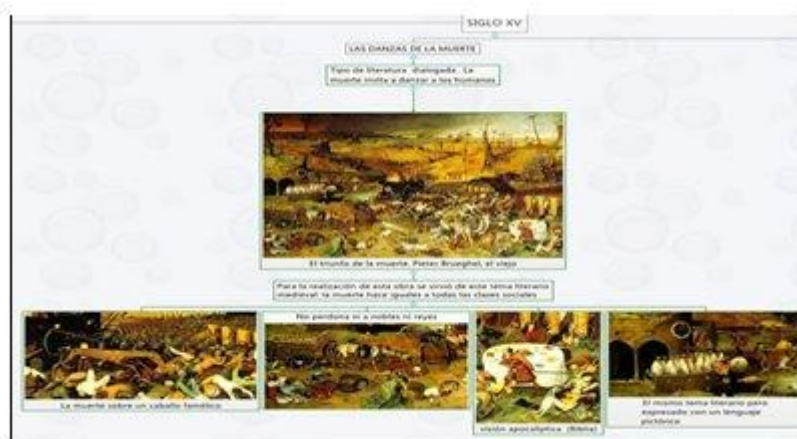 SIGLO XV
LAS DANZAS DE LA MUERTE
Tipo de literatura dialogada . La
muerte invita a danzar a los humanos
El triunfo de la muerte. Pieter Brueghel, el viejo
Para la realización de esta obra se sirvió de este tema literario
medieval: la muerte hace iguales a todas las clases sociales
No perdona ni a nobles ni reyes
La muerte sobre un caballo famélico
visión apocalíptica (Biblia)
El mismo tema literario pero
expresado con un lenguaje
pictórico